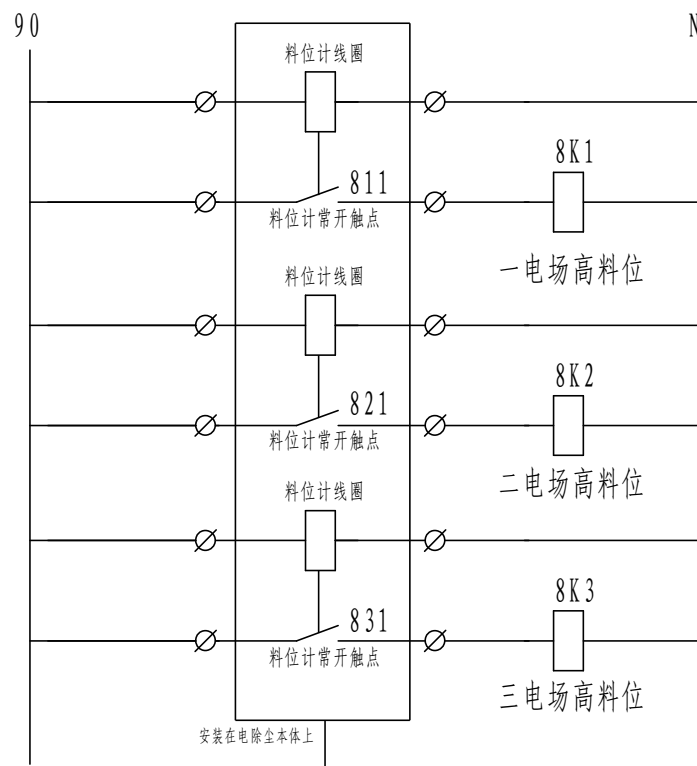 90
N
料位计线圈
8K1
811
料位计常开触点
一电场高料位
料位计线圈
8K2
821
料位计常开触点
二电场高料位
料位计线圈
8K3
831
料位计常开触点
三电场高料位
安装在电除尘本体上